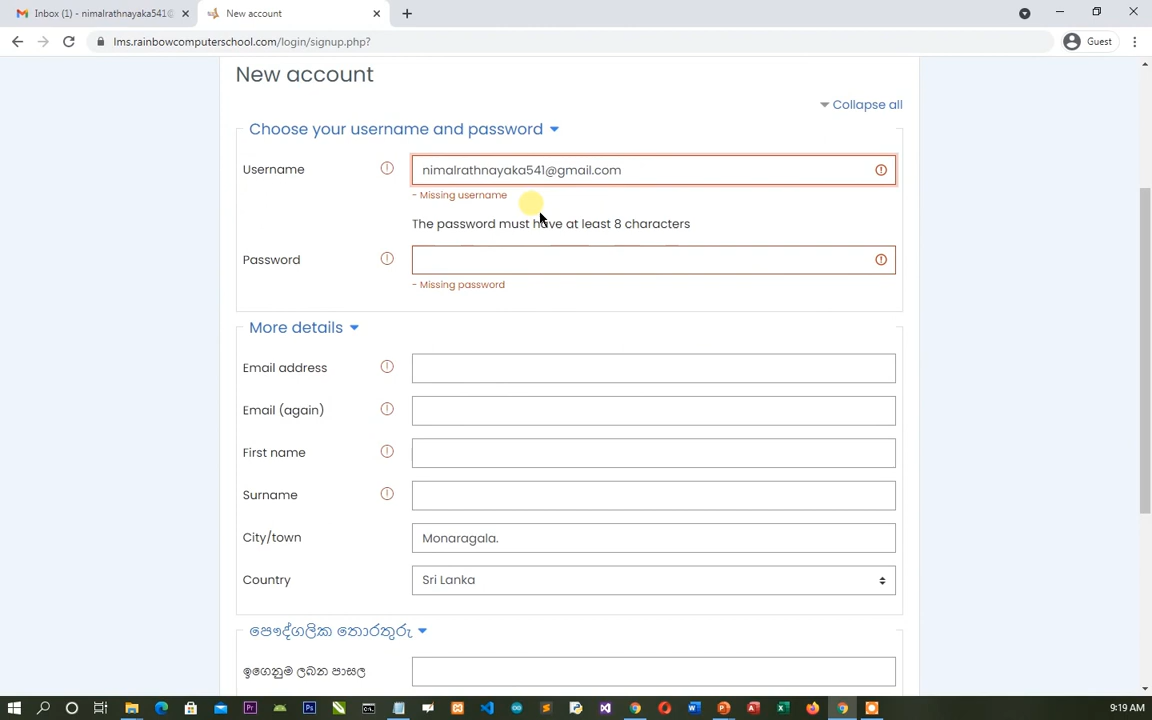 Inbox (1) - nimalrathnayaka541@
New account
lms.rainbowcomputerschool.com/login/signup.php?
Guest
New account
Collapse all
Choose your username and password
Username
nimalrathnayaka541@gmail.com
- Missing username
The password must have at least 8 characters
Password
- Missing password
More details
Email address
Email (again)
First name
Surname
City/town
Monaragala.
Country
Sri Lanka
පෞද්ගලික තොරතුරු
ඉගෙනුම ලබන පාසල
9:19 AM